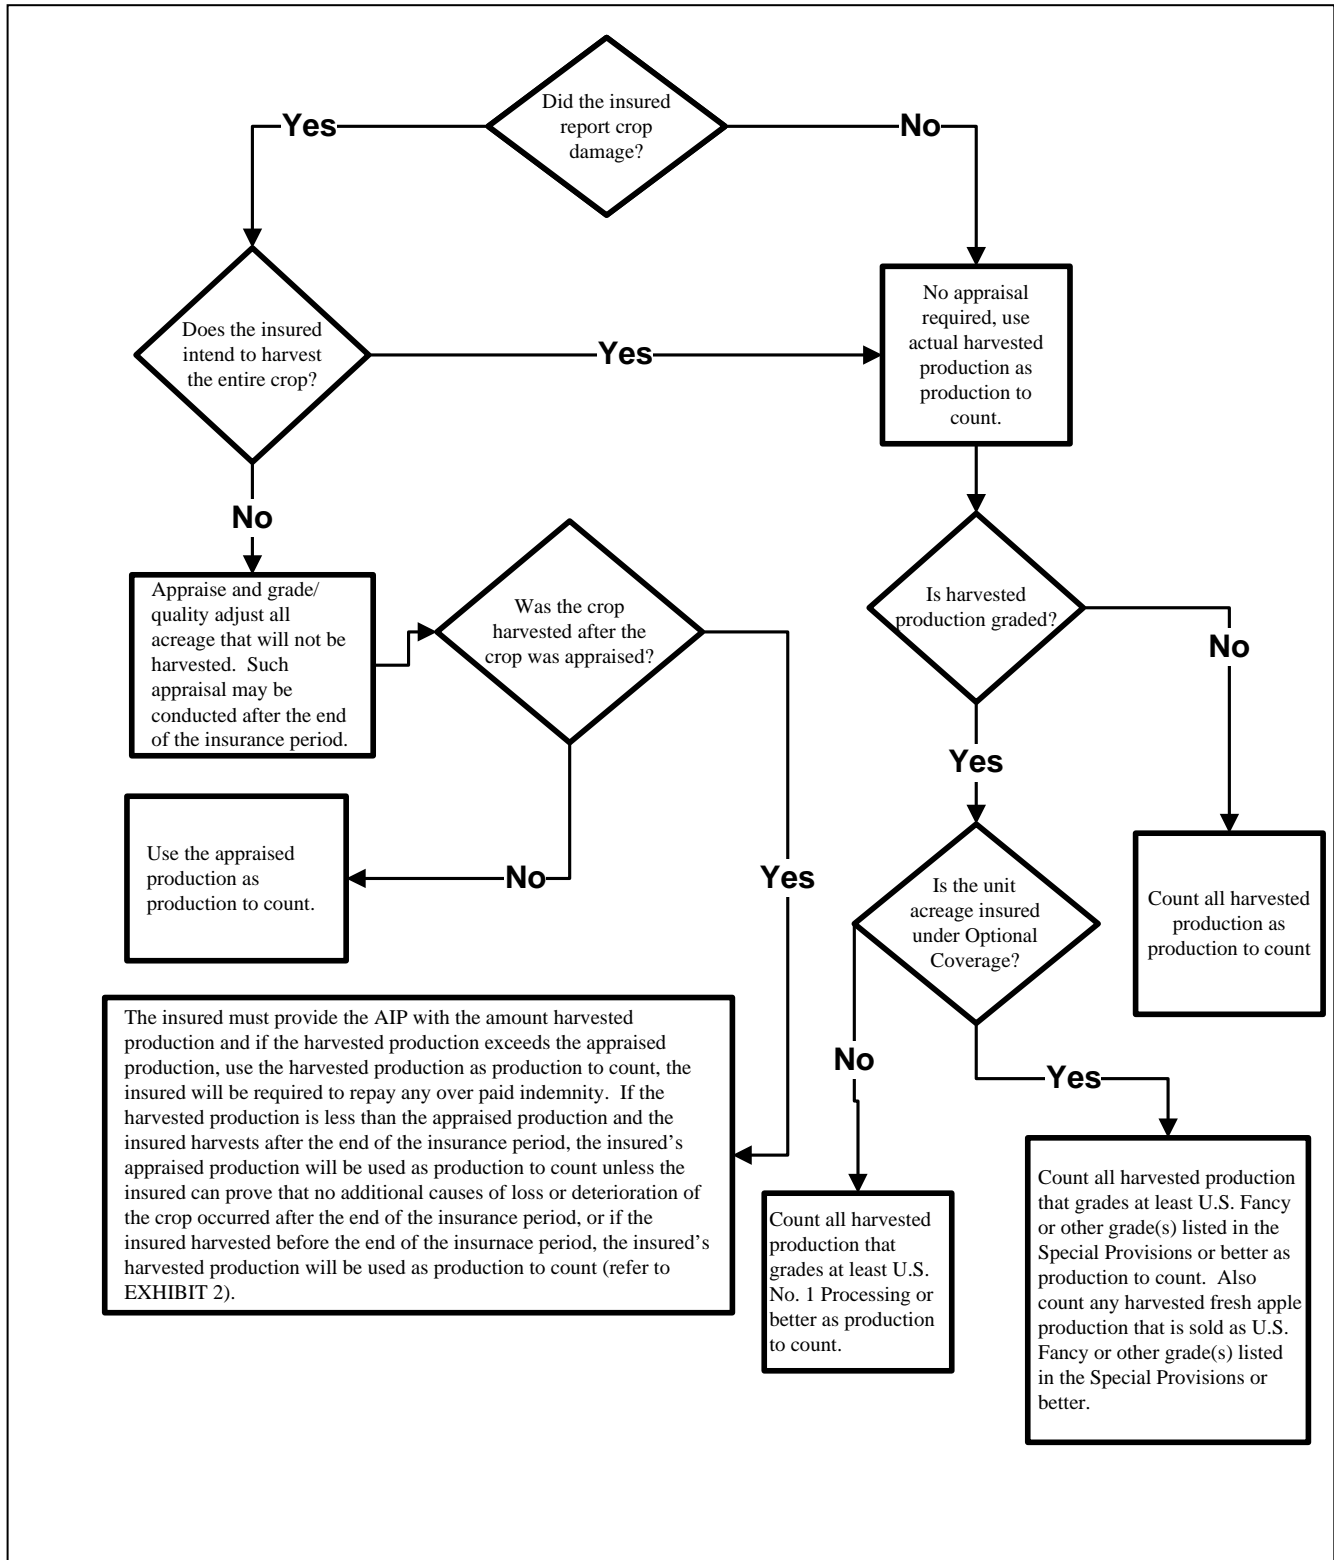 Did the insured
report crop
damage?
Yes
No
Does the insured
intend to harvest
the entire crop?
Yes
No appraisal
required, use
actual harvested
production as
production to
count.
No
Appraise and grade/
quality adjust all
acreage that will not be
harvested.  Such
appraisal may be
conducted after the end
of the insurance period.
Was the crop
harvested after the
crop was appraised?
Is harvested
production graded?
No
Yes
Use the appraised
production as
production to count.
No
Yes
Is the unit
acreage insured
under Optional
Coverage?
Count all harvested
production as
production to count
The insured must provide the AIP with the amount harvested
production and if the harvested production exceeds the appraised
production, use the harvested production as production to count, the
insured will be required to repay any over paid indemnity.  If the
harvested production is less than the appraised production and the
insured harvests after the end of the insurance period, the insured's
appraised production will be used as production to count unless the
insured can prove that no additional causes of loss or deterioration of
the crop occurred after the end of the insurance period, or if the
insured harvested before the end of the insurnace period, the insured's
harvested production will be used as production to count (refer to
EXHIBIT 2).
No
Yes
Count all harvested
production that
grades at least U.S.
No. 1 Processing or
better as production
to count.
Count all harvested production
that grades at least U.S. Fancy
or other grade(s) listed in the
Special Provisions or better as
production to count.  Also
count any harvested fresh apple
production that is sold as U.S.
Fancy or other grade(s) listed
in the Special Provisions or
better.